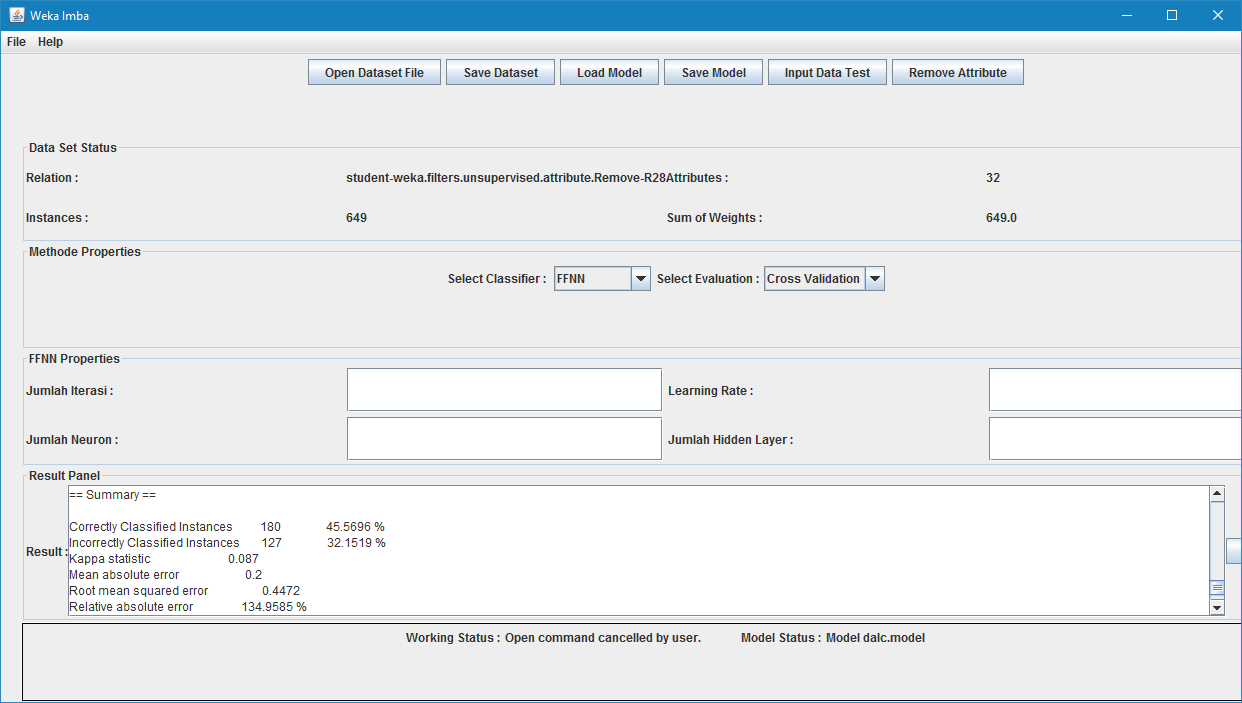 Weka Imba
File Help
Open Dataset File Save Dataset Load Model Save Model Input Data Test Remove Attribute
Data Set Status
Relation : student-weka.filters.unsupervised.attribute.Remove-R28Attributes : 32
Instances : 649 Sum of Weights : 649.0
Methode Properties
Select Classifier : FFNN Select Evaluation : Cross Validation
FFNN Properties
Jumlah Iterasi : Learning Rate :
Jumlah Neuron : Jumlah Hidden Layer :
Result Panel
Result :
== Summary ==
Correctly Classified Instances 180 45.5696 %
Incorrectly Classified Instances 127 32.1519 %
Kappa statistic 0.087
Mean absolute error 0.2
Root mean squared error 0.4472
Relative absolute error 134.9585 %
Working Status : Open command cancelled by user. Model Status : Model dalc.model